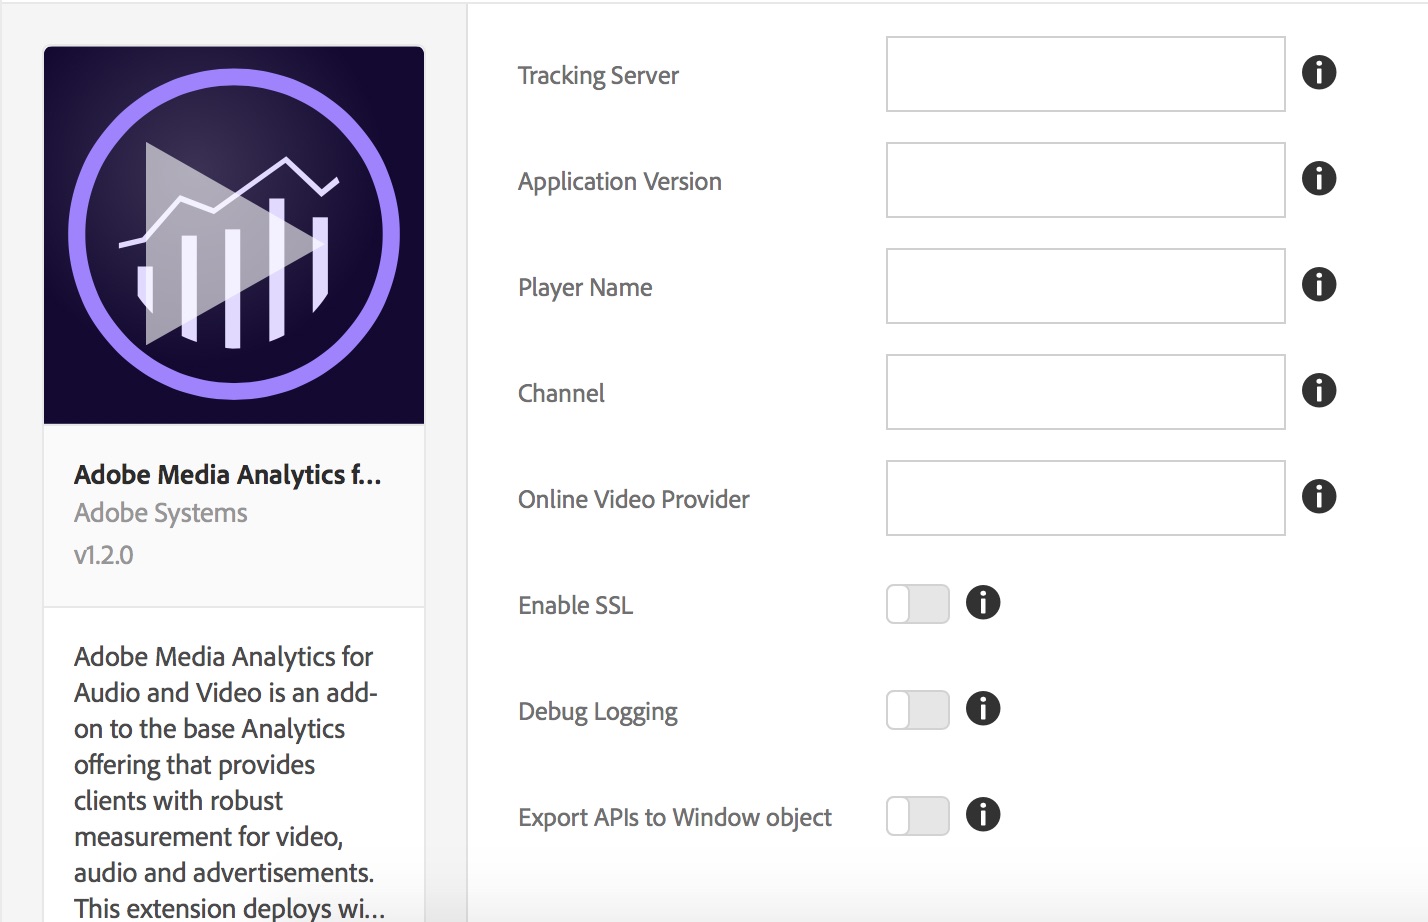 Adobe Media Analytics f...
Adobe Systems
v1.2.0
Adobe Media Analytics for
Audio and Video is an add-
on to the base Analytics
offering that provides
clients with robust
measurement for video,
audio and advertisements.
This extension deploys wi...
Tracking Server
Application Version
Player Name
Channel
Online Video Provider
Enable SSL
Debug Logging
Export APIs to Window object